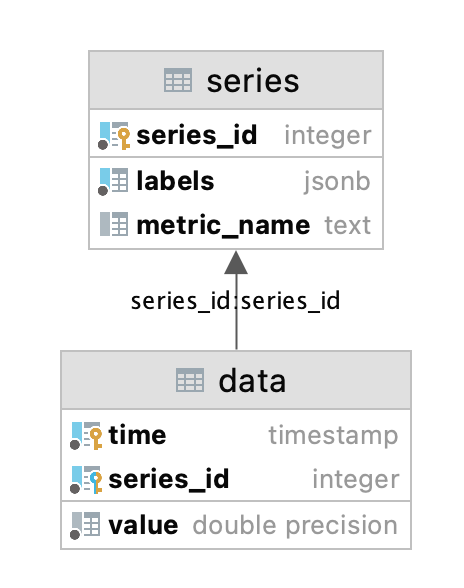 series
series_id integer
labels jsonb
metric_name text
series_id:series_id
data
time timestamp
series_id integer
value double precision